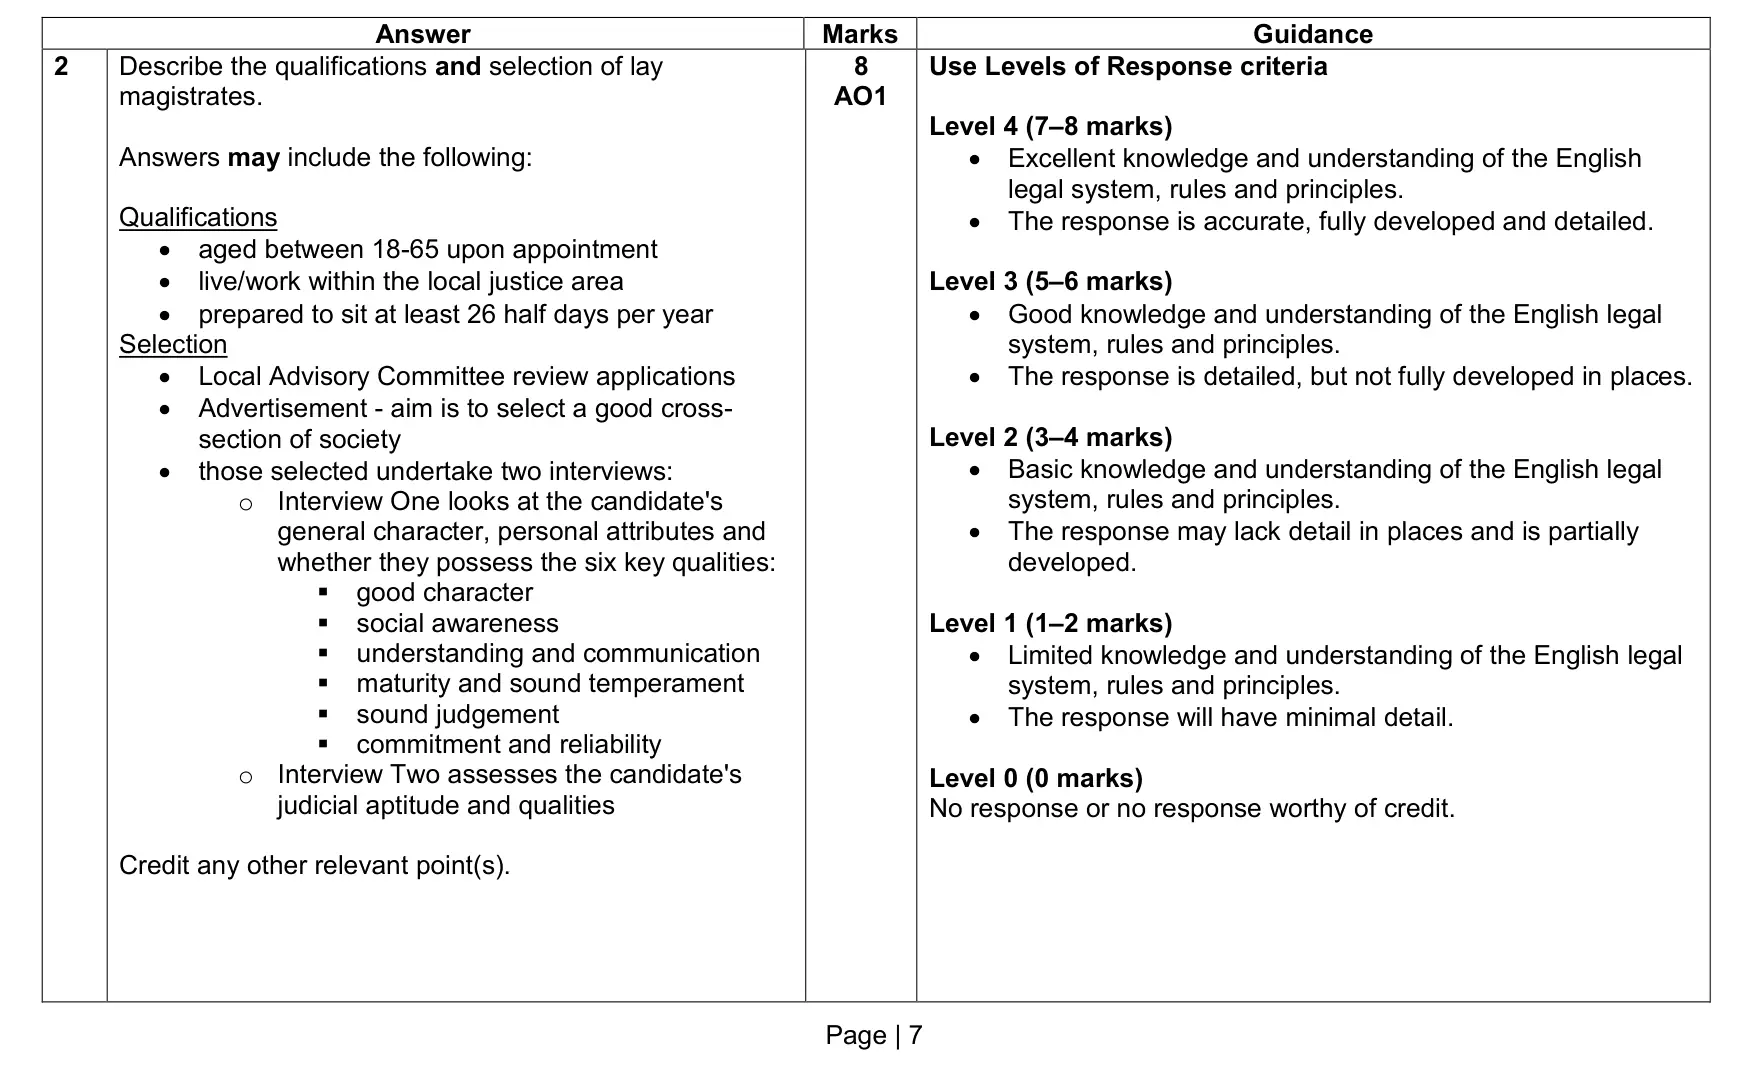 Answer Marks Guidance
2 Describe the qualifications and selection of lay
magistrates.
Answers may include the following:
Qualifications
• aged between 18-65 upon appointment
• live/work within the local justice area
• prepared to sit at least 26 half days per year
Selection
• Local Advisory Committee review applications
• Advertisement - aim is to select a good cross-
section of society
• those selected undertake two interviews:
o Interview One looks at the candidate's
general character, personal attributes and
whether they possess the six key qualities:
▪ good character
▪ social awareness
▪ understanding and communication
▪ maturity and sound temperament
▪ sound judgement
▪ commitment and reliability
o Interview Two assesses the candidate's
judicial aptitude and qualities
Credit any other relevant point(s).
8
AO1
Use Levels of Response criteria
Level 4 (7–8 marks)
• Excellent knowledge and understanding of the English
legal system, rules and principles.
• The response is accurate, fully developed and detailed.
Level 3 (5–6 marks)
• Good knowledge and understanding of the English legal
system, rules and principles.
• The response is detailed, but not fully developed in places.
Level 2 (3–4 marks)
• Basic knowledge and understanding of the English legal
system, rules and principles.
• The response may lack detail in places and is partially
developed.
Level 1 (1–2 marks)
• Limited knowledge and understanding of the English legal
system, rules and principles.
• The response will have minimal detail.
Level 0 (0 marks)
No response or no response worthy of credit.
Page | 7